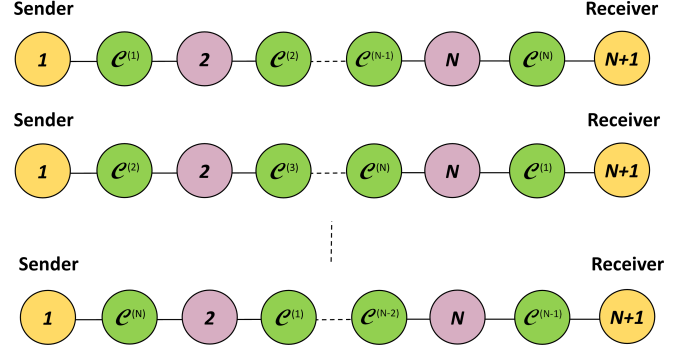 Sender Receiver
1 𝒞(1) 2 𝒞(2) 𝒞(N-1) N 𝒞(N) N+1
Sender Receiver
1 𝒞(2) 2 𝒞(3) 𝒞(N) N 𝒞(1) N+1
Sender Receiver
1 𝒞(N) 2 𝒞(1) 𝒞(N-2) N 𝒞(N-1) N+1